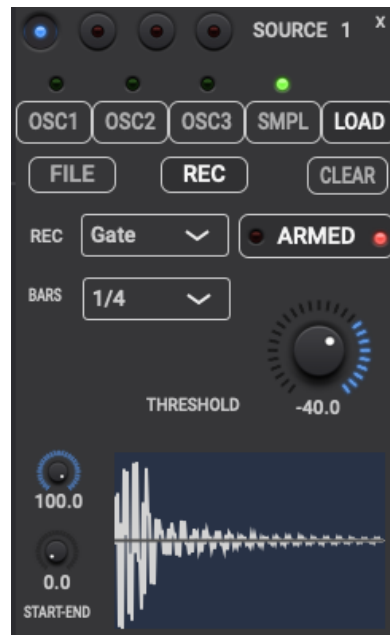 SOURCE 1 x
OSC1 OSC2 OSC3 SMPL LOAD
FILE REC CLEAR
REC Gate ARMED
BARS 1/4
THRESHOLD -40.0
100.0
0.0
START-END